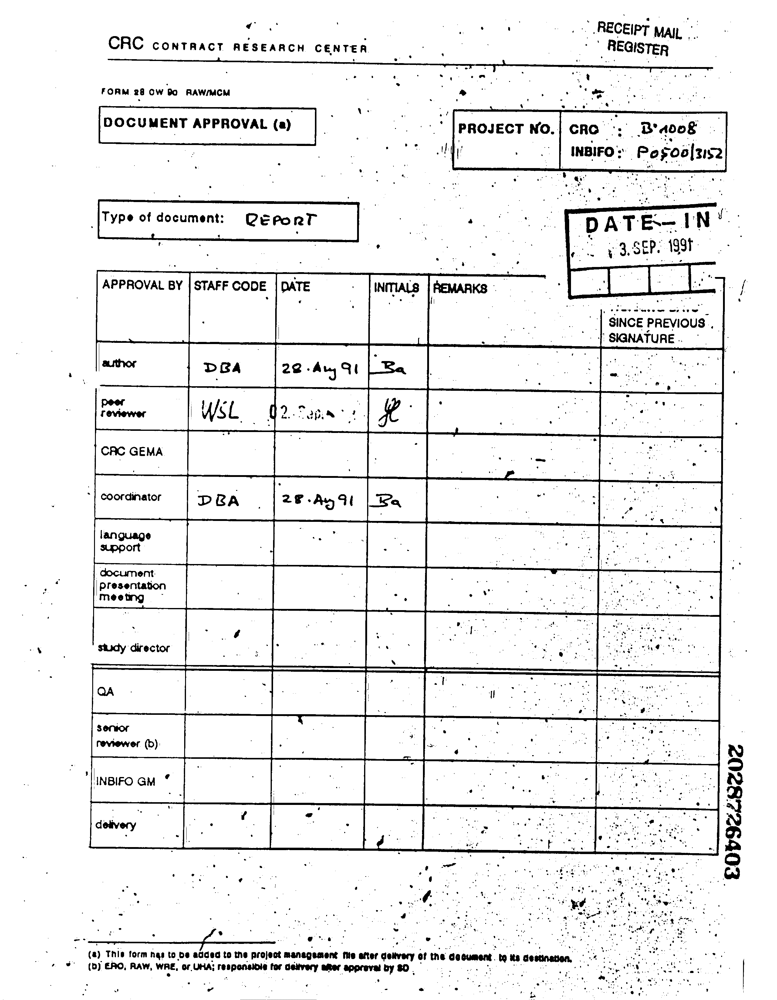 RECEIPT MAIL
REGISTER
CRC CONTRACT RESEARCH CENTER
FORM 28 OW 90 RAW/MCM
DOCUMENT APPROVAL (a)
PROJECT NO. CRC : B 1008
INBIFO: P0500/3152
Type of document: REPORT
DATE-IN
3. SEP. 1991
APPROVAL BY STAFF CODE DATE INITIALS REMARKS
SINCE PREVIOUS
SIGNATURE
author DBA 28. Aug 91 Ba
peer
reviewer WSL 02. Sep.
CRC GEMA
coordinator DBA 28. Aug 91 Ba
language
support
document
presentation
meeting
study director
QA
senior
reviewer (b)
INBIFO GM
delivery
2028726403
(a) This form has to be added to the project management file after delivery of the document to its destination.
(b) ERO, RAW, WRE, or UHA; responsible for delivery after approval by SD